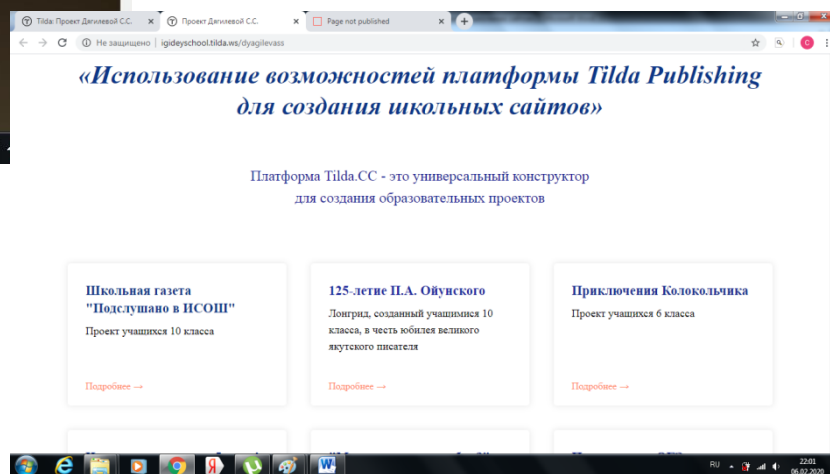 Tilda: Проект Дягилевой С.С.
Проект Дягилевой С.С.
Page not published
Не защищено | igideyschool.tilda.ws/dyagilevass
«Использование возможностей платформы Tilda Publishing
для создания школьных сайтов»
Платформа Tilda.CC - это универсальный конструктор
для создания образовательных проектов
Школьная газета
"Подслушано в ИСОШ"
Проект учащихся 10 класса
Подробнее →
125-летие П.А. Ойунского
Лонгрид, созданный учащимися 10
класса, в честь юбилея великого
якутского писателя
Подробнее →
Приключения Колокольчика
Проект учащихся 6 класса
Подробнее →
RU
22:01
06.02.2020